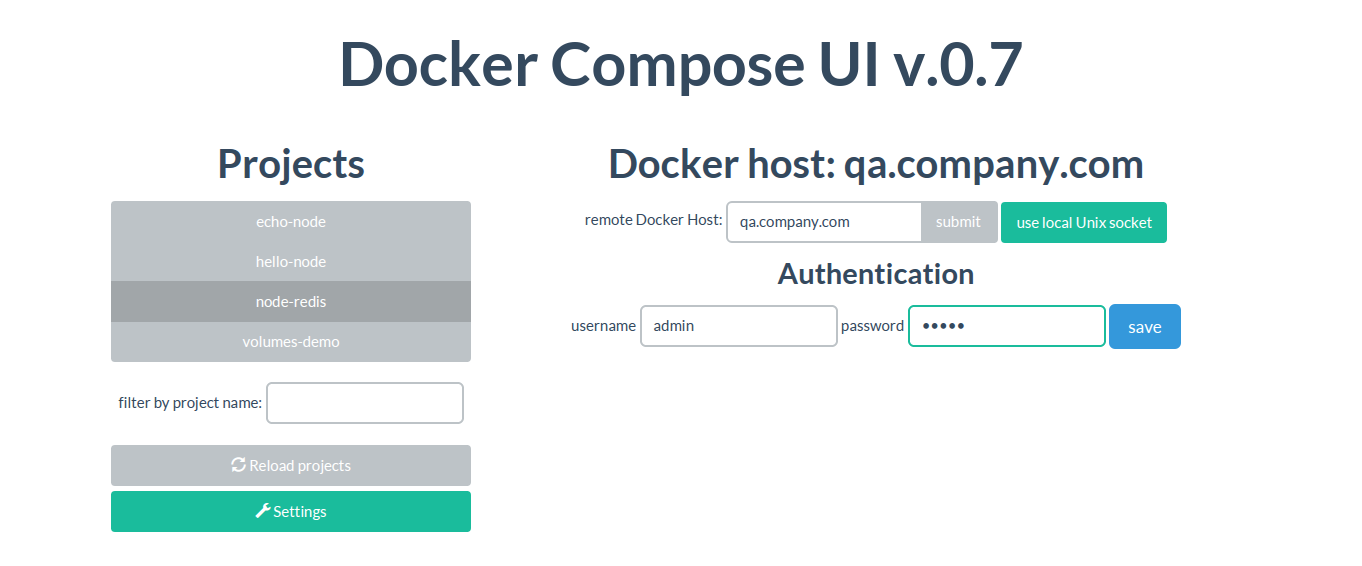 Docker Compose UI v.0.7
Projects
echo-node
hello-node
node-redis
volumes-demo
filter by project name:
Reload projects
Settings
Docker host: qa.company.com
remote Docker Host: qa.company.com submit use local Unix socket
Authentication
username admin password ••••• save